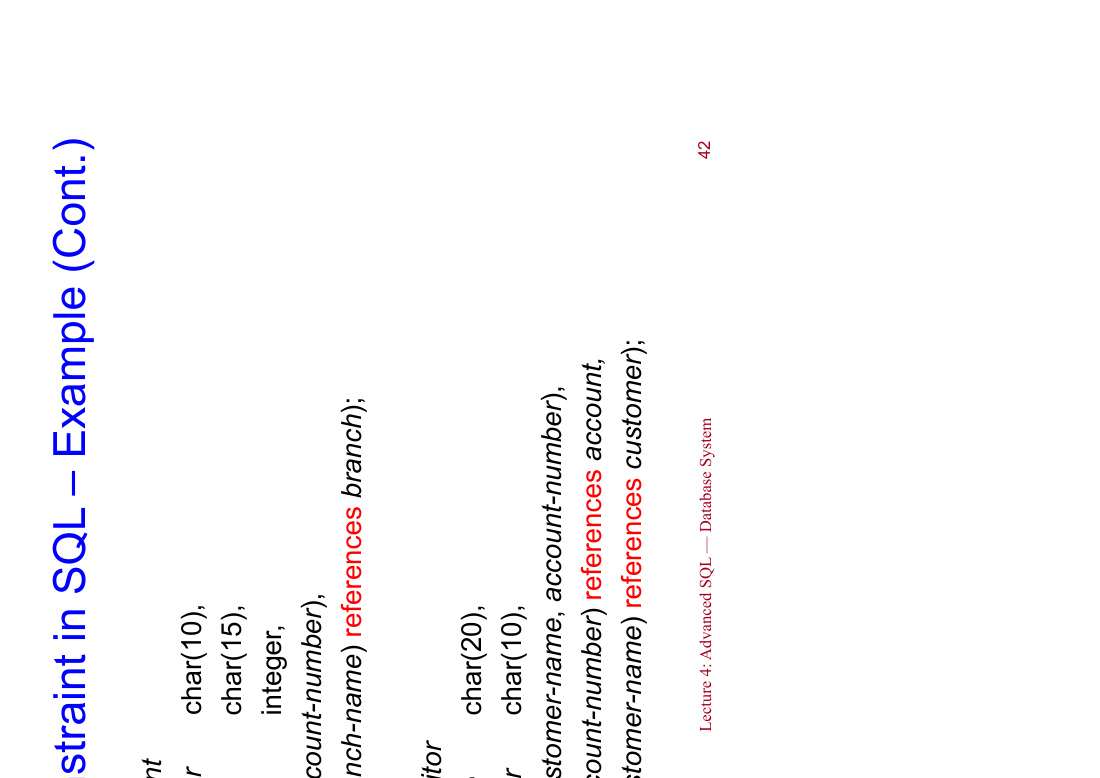 straint in SQL – Example (Cont.)
nt
r char(10),
char(15),
integer,
count-number),
nch-name) references branch);
itor
char(20),
r char(10),
stomer-name, account-number),
count-number) references account,
tomer-name) references customer);
Lecture 4: Advanced SQL — Database System 42